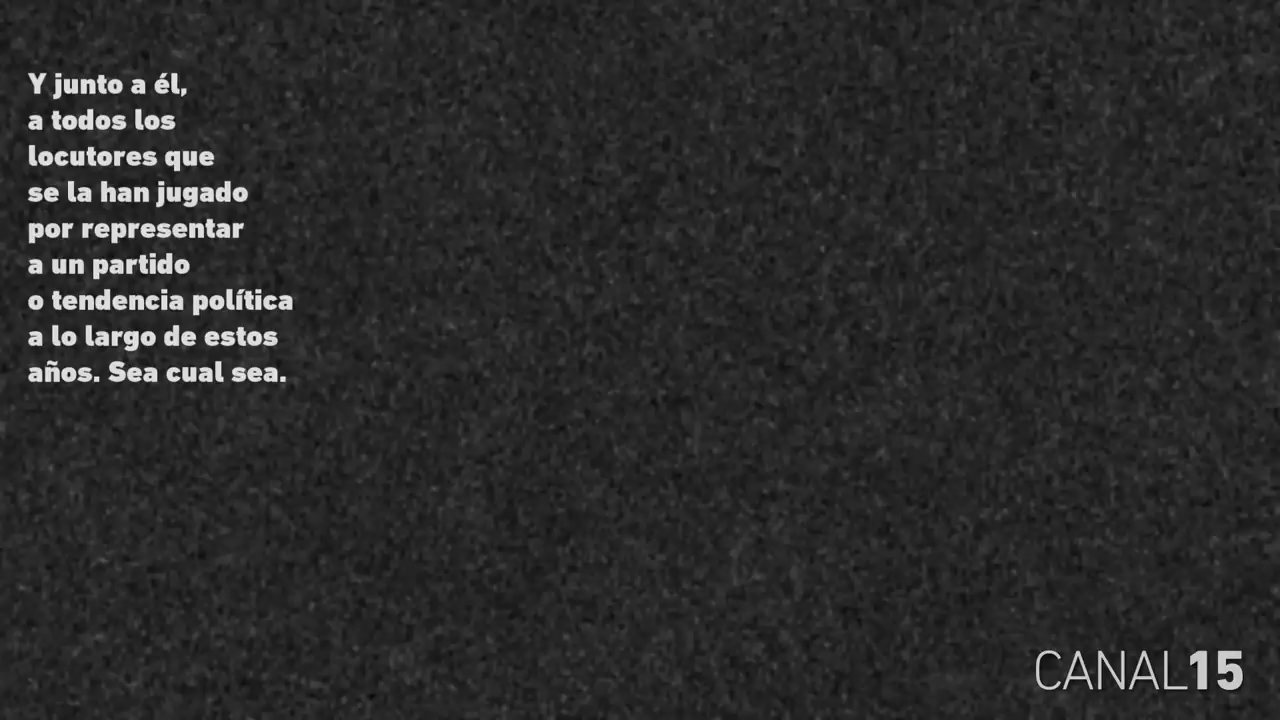 Y junto a él,
a todos los
locutores que
se la han jugado
por representar
a un partido
o tendencia política
a lo largo de estos
años. Sea cual sea.
CANAL15